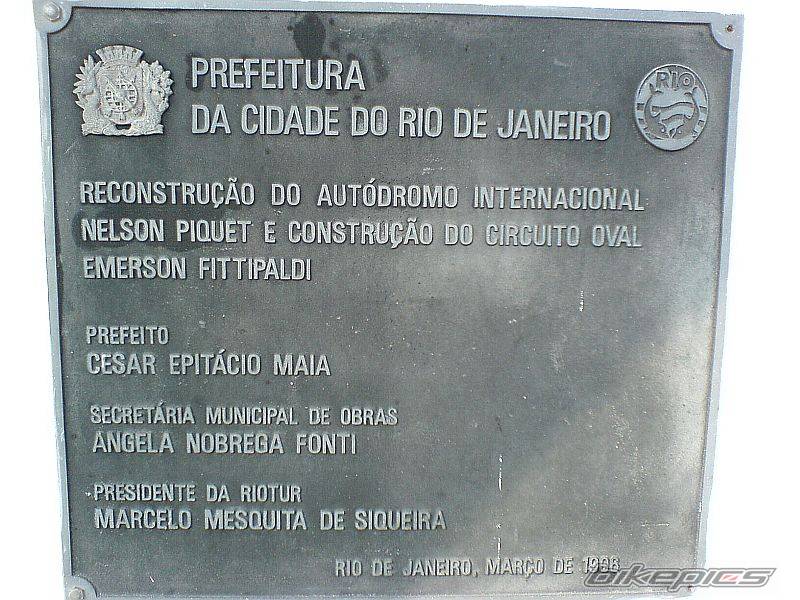 PREFEITURA
DA CIDADE DO RIO DE JANEIRO
RIO
RECONSTRUÇÃO DO AUTÓDROMO INTERNACIONAL
NELSON PIQUET E CONSTRUÇÃO DO CIRCUITO OVAL
EMERSON FITTIPALDI
PREFEITO
CESAR EPITÁCIO MAIA
SECRETÁRIA MUNICIPAL DE OBRAS
ANGELA NOBREGA FONTI
PRESIDENTE DA RIOTUR
MARCELO MESQUITA DE SIQUEIRA
RIO DE JANEIRO, MARÇO DE 1996
bikepics